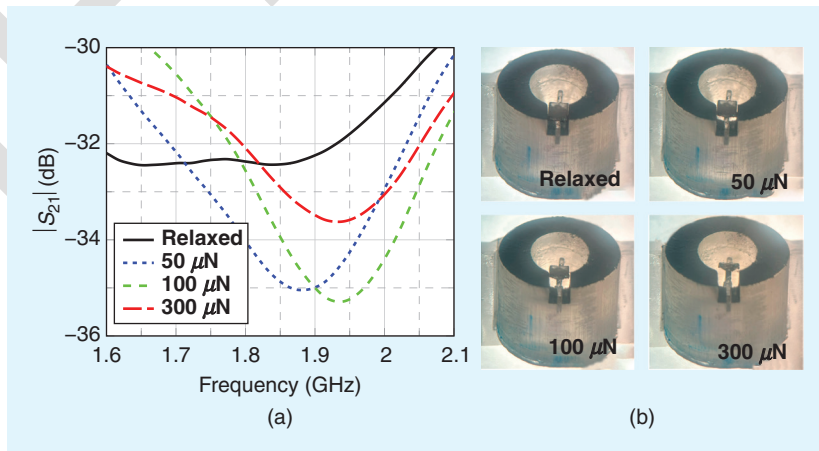 −30
−32
−34
−36
|S21| (dB)
Relaxed
50 μN
100 μN
300 μN
1.6 1.7 1.8 1.9 2 2.1
Frequency (GHz)
(a)
Relaxed
50 μN
100 μN
300 μN
(b)